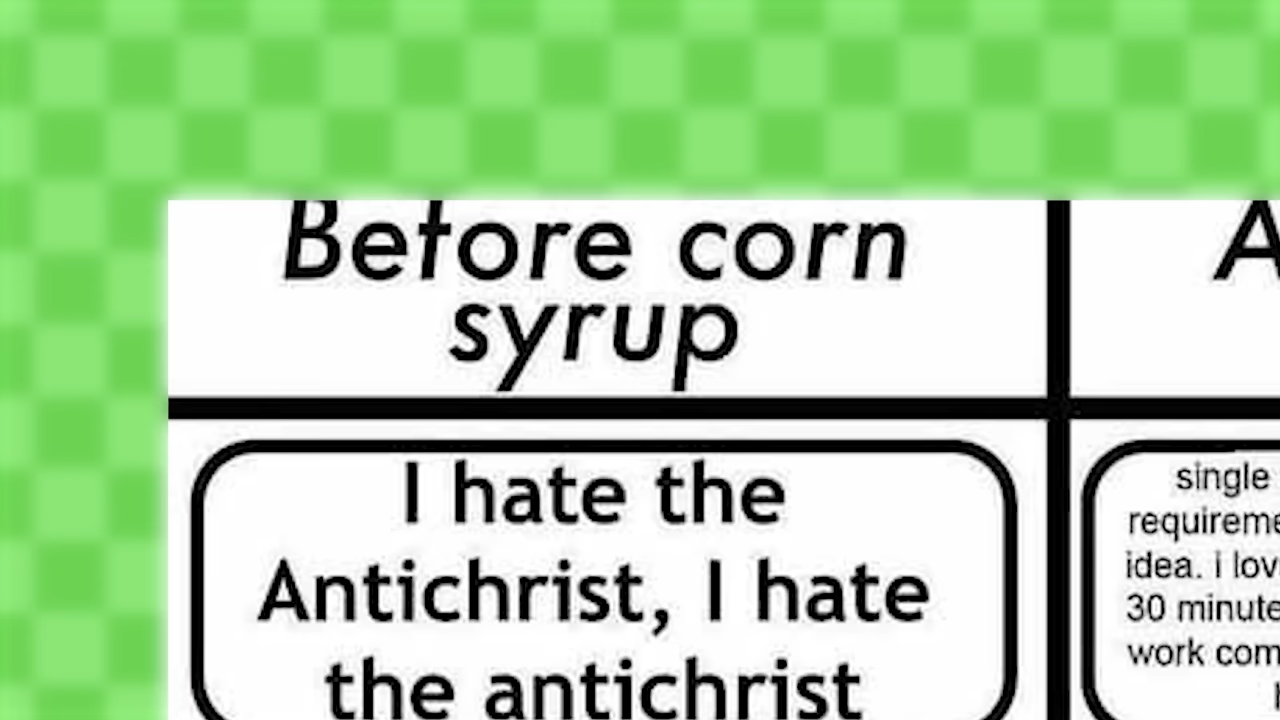 Before corn
syrup
A
I hate the
Antichrist, I hate
the antichrist
single
requireme
idea. i lov
30 minute
work com